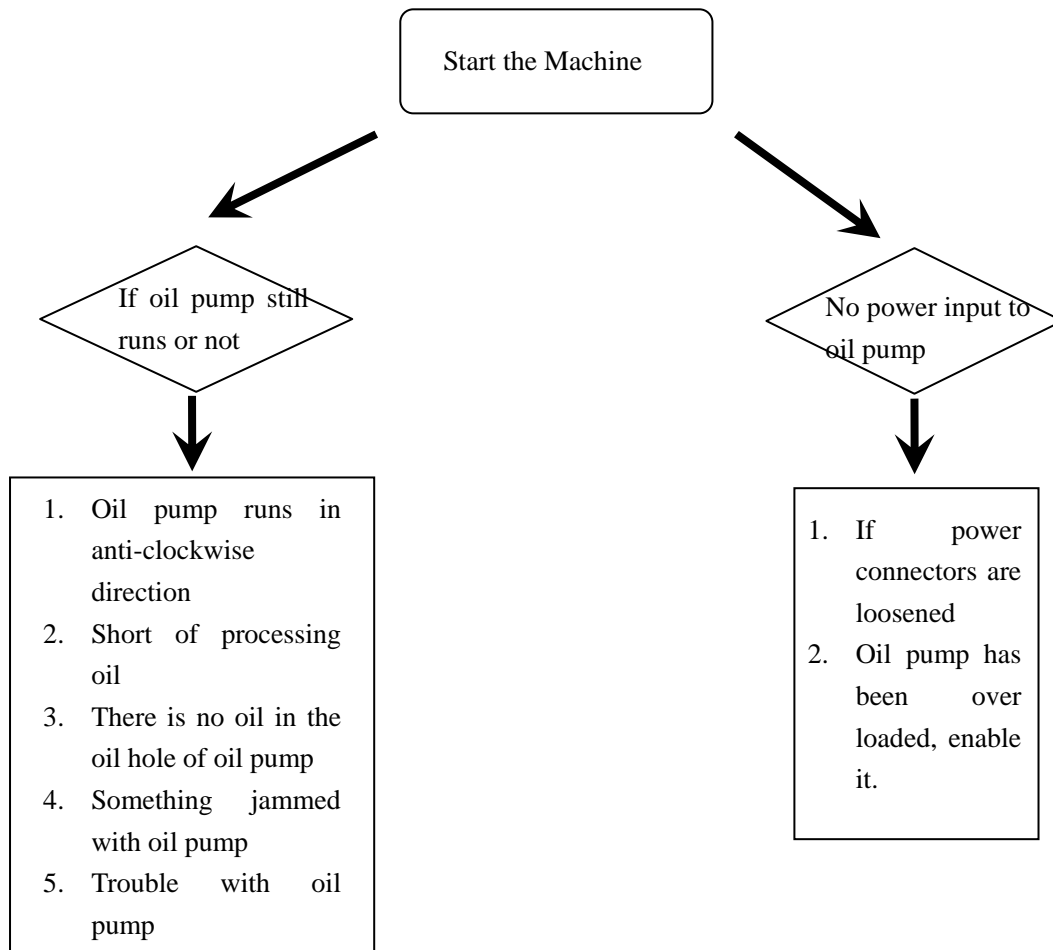 Start the Machine
If oil pump still
runs or not
No power input to
oil pump
1. Oil pump runs in
anti-clockwise
direction
2. Short of processing
oil
3. There is no oil in the
oil hole of oil pump
4. Something jammed
with oil pump
5. Trouble with oil
pump
1. If power
connectors are
loosened
2. Oil pump has
been over
loaded, enable
it.